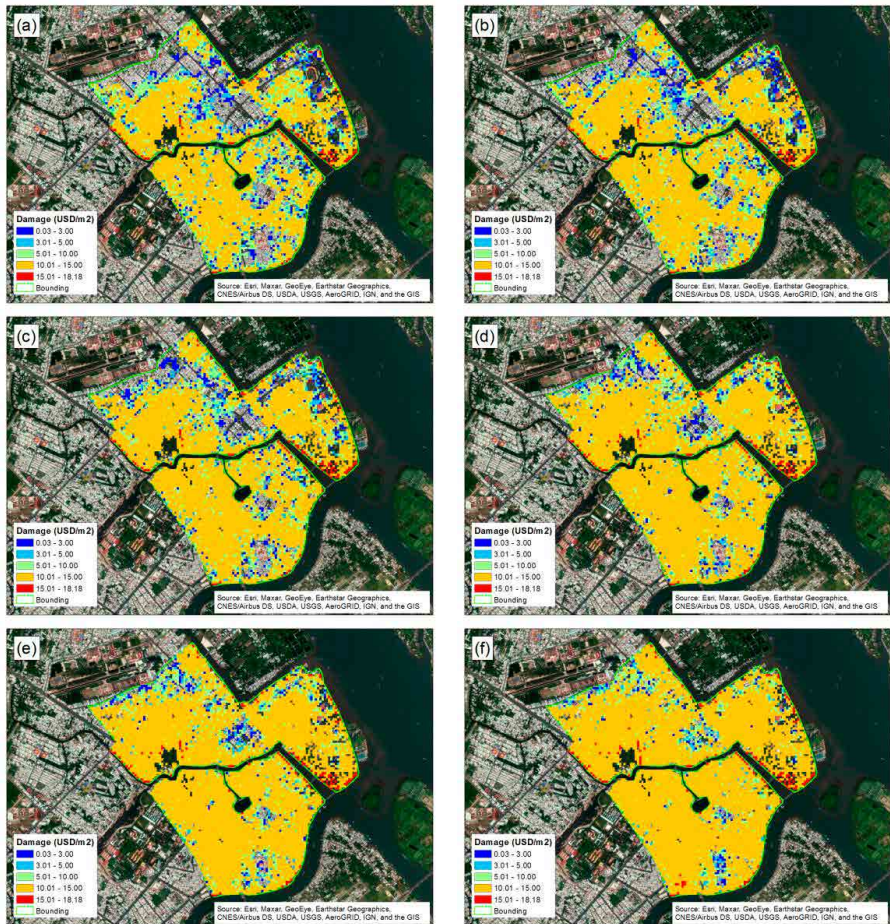 (a)
Damage (USD/m2)
0.03 - 3.00
3.01 - 5.00
5.01 - 10.00
10.01 - 15.00
15.01 - 18.18
Bounding
Source: Esri, Maxar, GeoEye, Earthstar Geographics,
CNES/Airbus DS, USDA, USGS, AeroGRID, IGN, and the GIS
(b)
Damage (USD/m2)
0.03 - 3.00
3.01 - 5.00
5.01 - 10.00
10.01 - 15.00
15.01 - 18.18
Bounding
Source: Esri, Maxar, GeoEye, Earthstar Geographics,
CNES/Airbus DS, USDA, USGS, AeroGRID, IGN, and the GIS
(c)
Damage (USD/m2)
0.03 - 3.00
3.01 - 5.00
5.01 - 10.00
10.01 - 15.00
15.01 - 18.18
Bounding
Source: Esri, Maxar, GeoEye, Earthstar Geographics,
CNES/Airbus DS, USDA, USGS, AeroGRID, IGN, and the GIS
(d)
Damage (USD/m2)
0.03 - 3.00
3.01 - 5.00
5.01 - 10.00
10.01 - 15.00
15.01 - 18.18
Bounding
Source: Esri, Maxar, GeoEye, Earthstar Geographics,
CNES/Airbus DS, USDA, USGS, AeroGRID, IGN, and the GIS
(e)
Damage (USD/m2)
0.03 - 3.00
3.01 - 5.00
5.01 - 10.00
10.01 - 15.00
15.01 - 18.18
Bounding
Source: Esri, Maxar, GeoEye, Earthstar Geographics,
CNES/Airbus DS, USDA, USGS, AeroGRID, IGN, and the GIS
(f)
Damage (USD/m2)
0.03 - 3.00
3.01 - 5.00
5.01 - 10.00
10.01 - 15.00
15.01 - 18.18
Bounding
Source: Esri, Maxar, GeoEye, Earthstar Geographics,
CNES/Airbus DS, USDA, USGS, AeroGRID, IGN, and the GIS